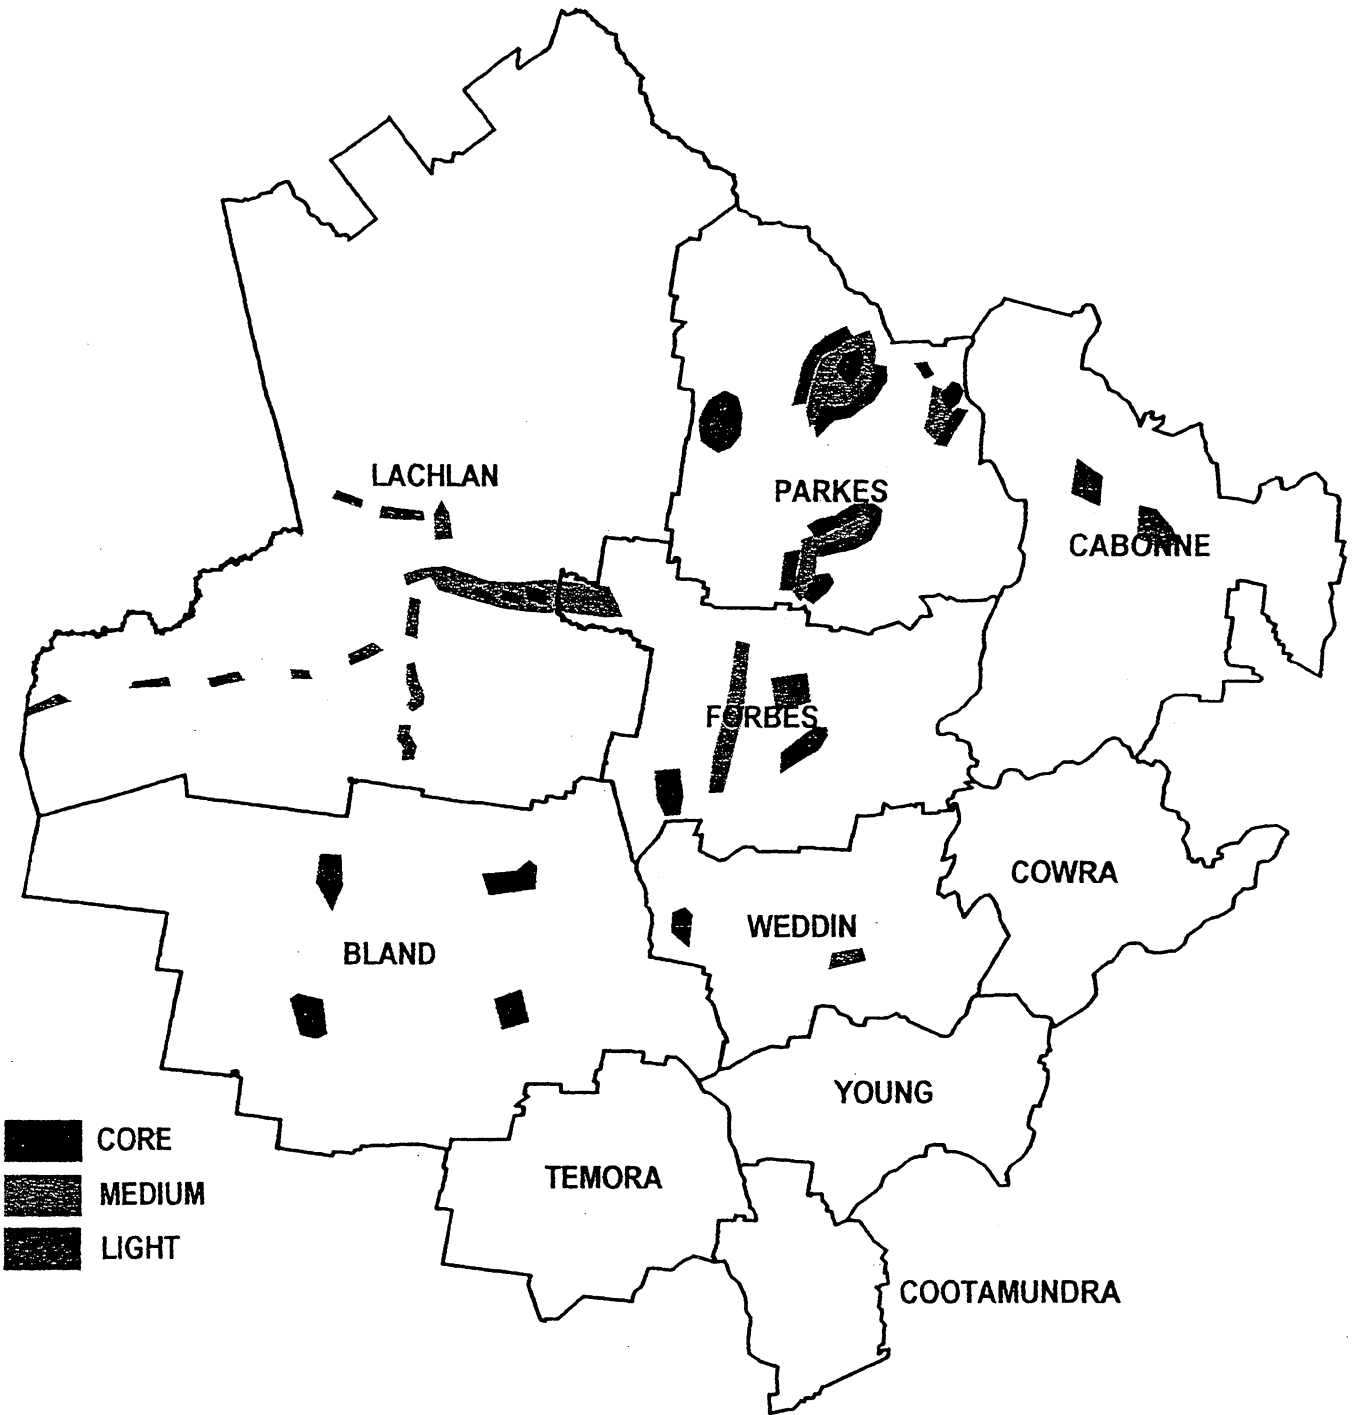 LACHLAN
PARKES
CABONNE
FORBES
COWRA
WEDDIN
BLAND
YOUNG
CORE
MEDIUM
TEMORA
LIGHT
COOTAMUNDRA